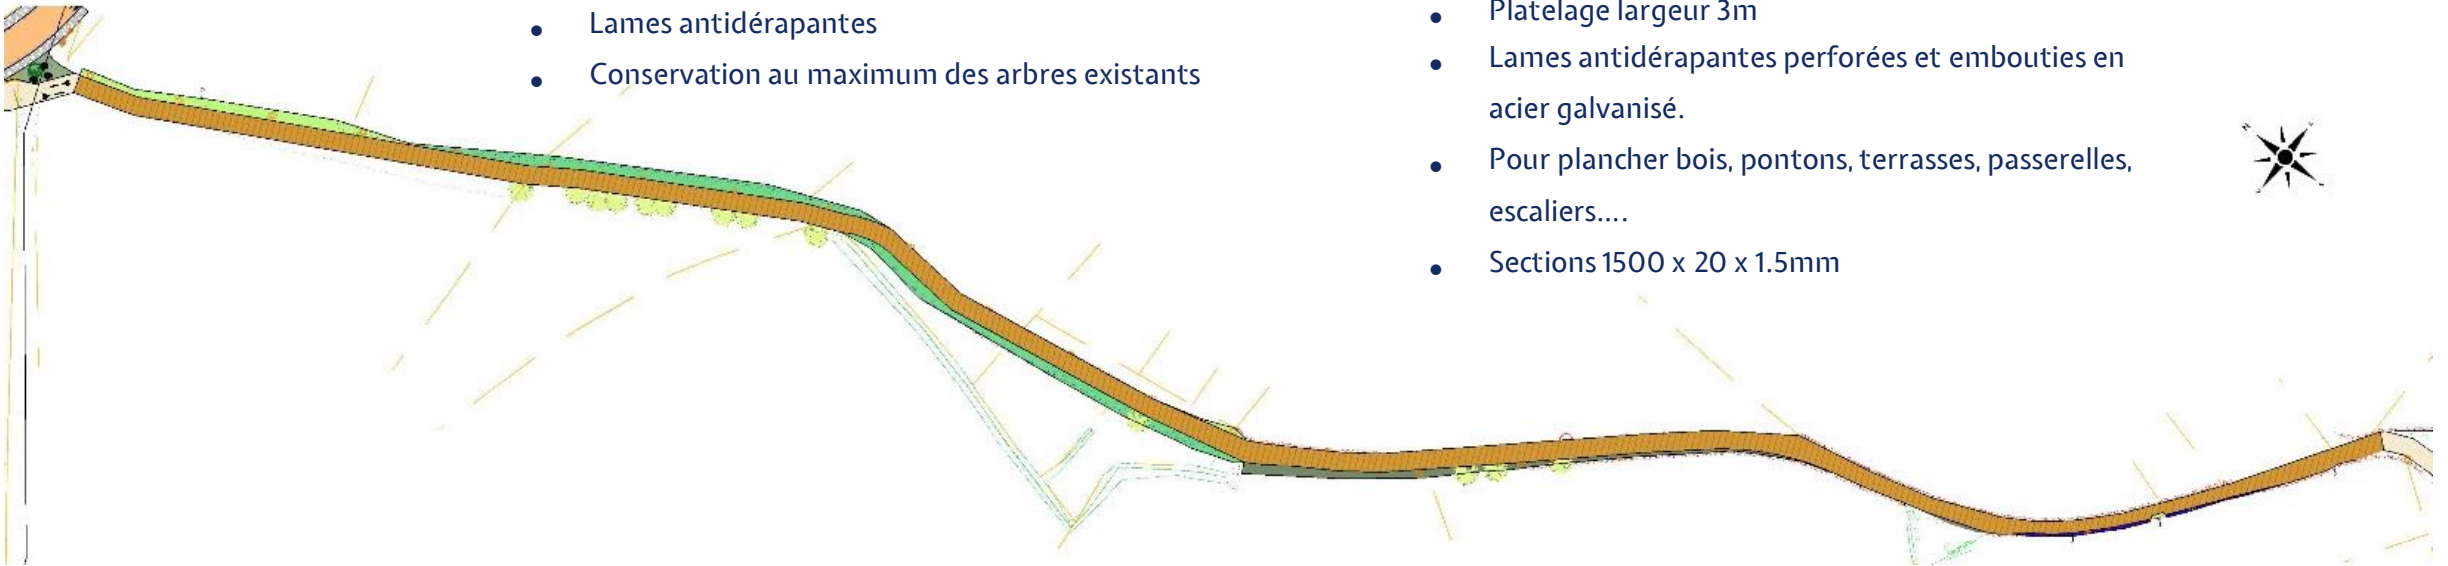 Lames antidérapantes
Conservation au maximum des arbres existants
Platelage largeur 3m
Lames antidérapantes perforées et embouties en
acier galvanisé.
Pour plancher bois, pontons, terrasses, passerelles,
escaliers....
Sections 1500 x 20 x 1.5mm